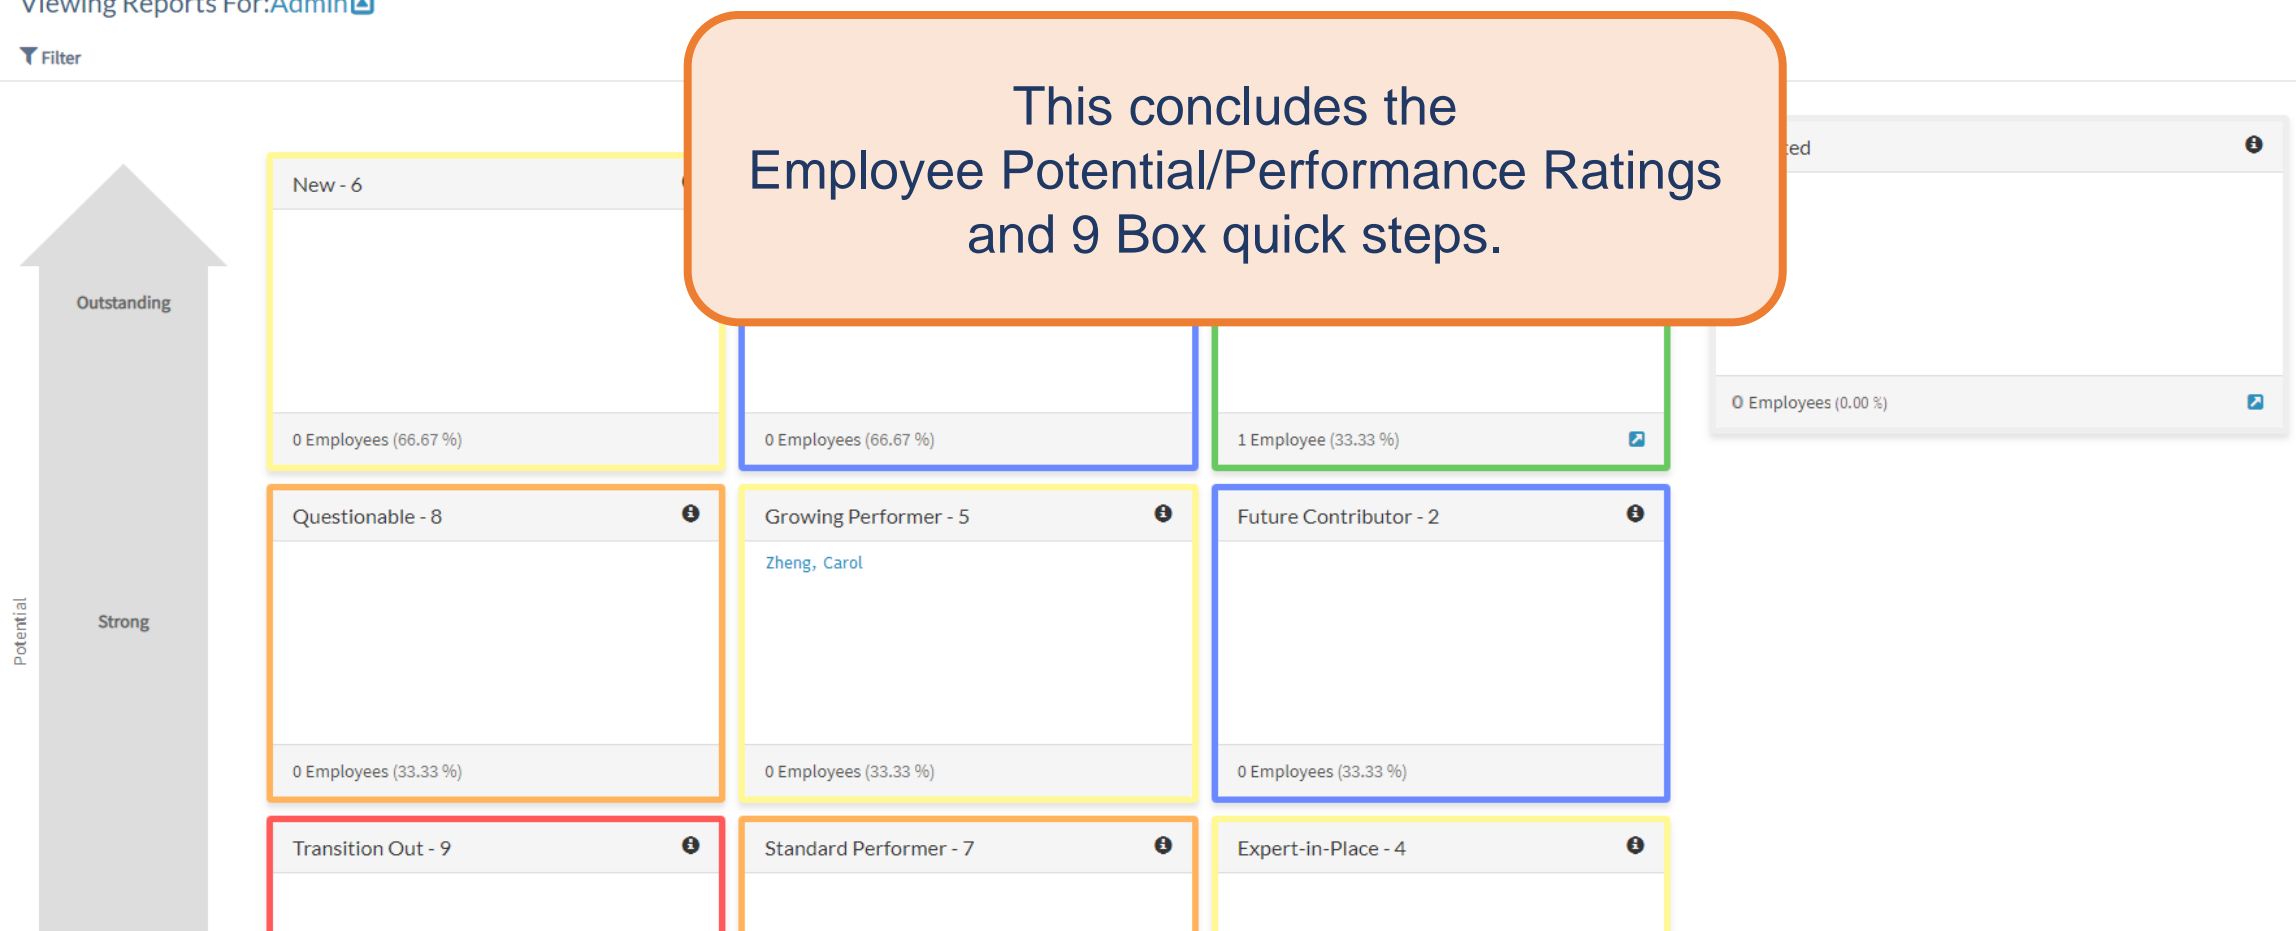 Viewing Reports For:Admin
Filter
This concludes the
Employee Potential/Performance Ratings
and 9 Box quick steps.
New - 6
Outstanding
0 Employees (66.67 %)
0 Employees (66.67 %)
1 Employee (33.33 %)
0 Employees (0.00 %)
Questionable - 8
Growing Performer - 5
Future Contributor - 2
Zheng, Carol
Potential
Strong
0 Employees (33.33 %)
0 Employees (33.33 %)
0 Employees (33.33 %)
Transition Out - 9
Standard Performer - 7
Expert-in-Place - 4